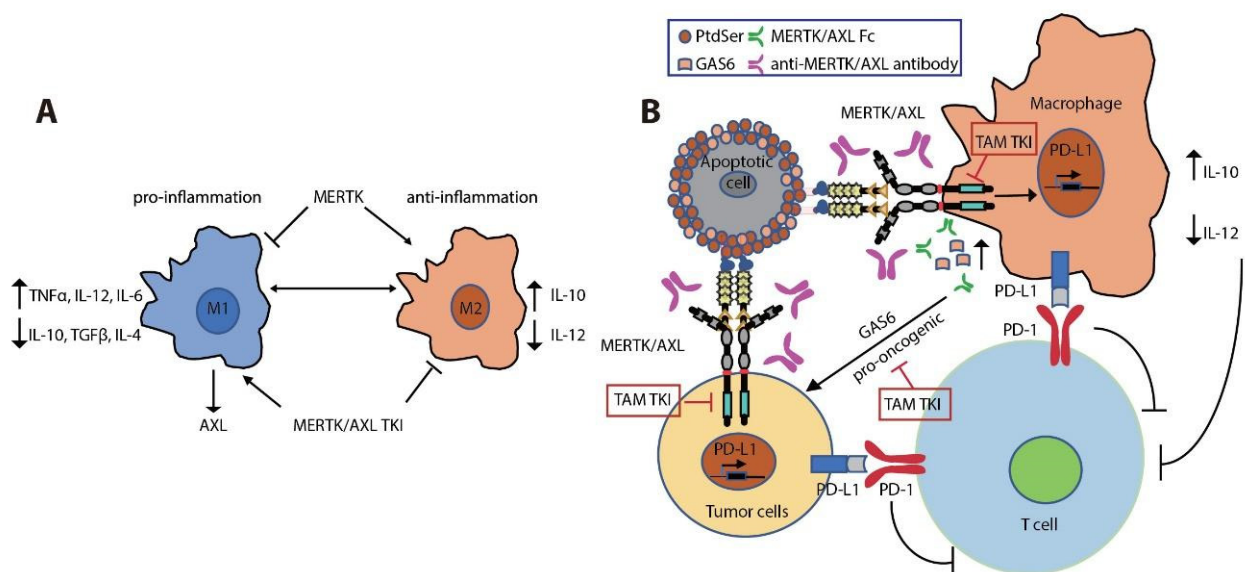 A
pro-inflammation
MERTK
anti-inflammation
M1
M2
TNFα, IL-12, IL-6
IL-10, TGFβ, IL-4
IL-10
IL-12
AXL
MERTK/AXL TKI
B
PtdSer
MERTK/AXL Fc
GAS6
anti-MERTK/AXL antibody
MERTK/AXL
Macrophage
Apoptotic
cell
TAM TKI
PD-L1
IL-10
IL-12
PD-L1
PD-1
GAS6
pro-oncogenic
MERTK/AXL
TAM TKI
TAM TKI
PD-L1
Tumor cells
PD-L1
PD-1
T cell